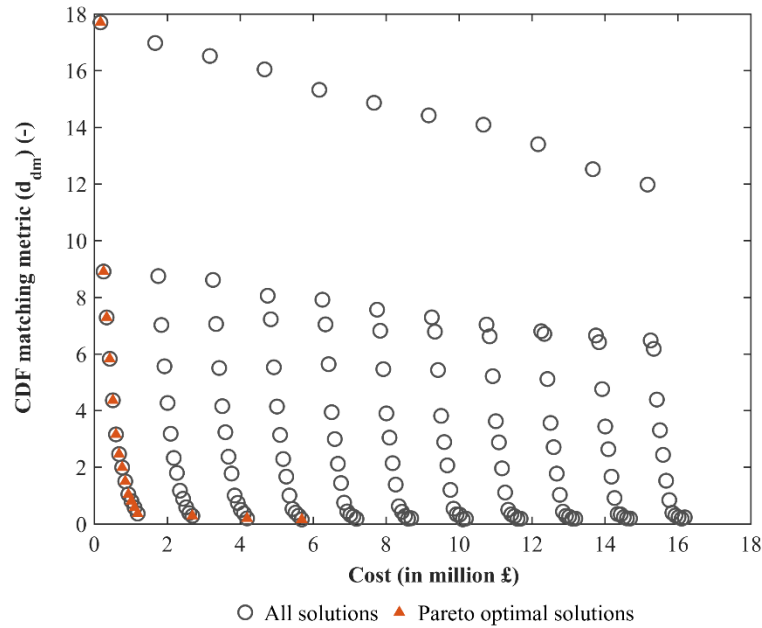 18
16
14
12
10
8
6
4
2
0
CDF matching metric (d_dm) (-)
0 2 4 6 8 10 12 14 16 18
Cost (in million £)
All solutions Pareto optimal solutions